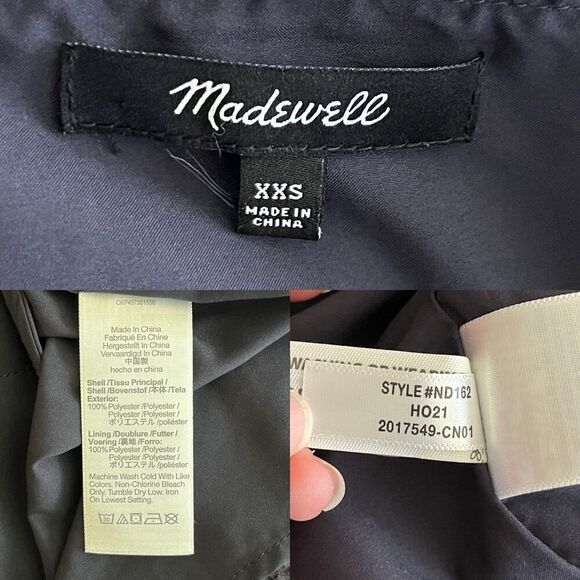 Madewell
XXS
MADE IN
CHINA
CKP457301556
Made In China
Fabriqué En Chine
Hergestellt In China
Vervaardigd In China
中国製
hecho en china
Shell /Tissu Principal /
Shell /Bovenstof /本体 /Tela
Exterior:
100%Polyester /Polyester /
Polyester /Polyester /
ポリエステル /poliéster
Lining /Doublure /Futter /
Voering /裏地 /Forro:
100%Polyester /Polyester /
Polyester /Polyester /
ポリエステル /poliéster
Machine Wash Cold With Like
Colors. Non-Chlorine Bleach
Only. Tumble Dry Low. Iron
On Lowest Setting.
WASHING OR WEARING
STYLE #ND162
HO21
2017549-CN01